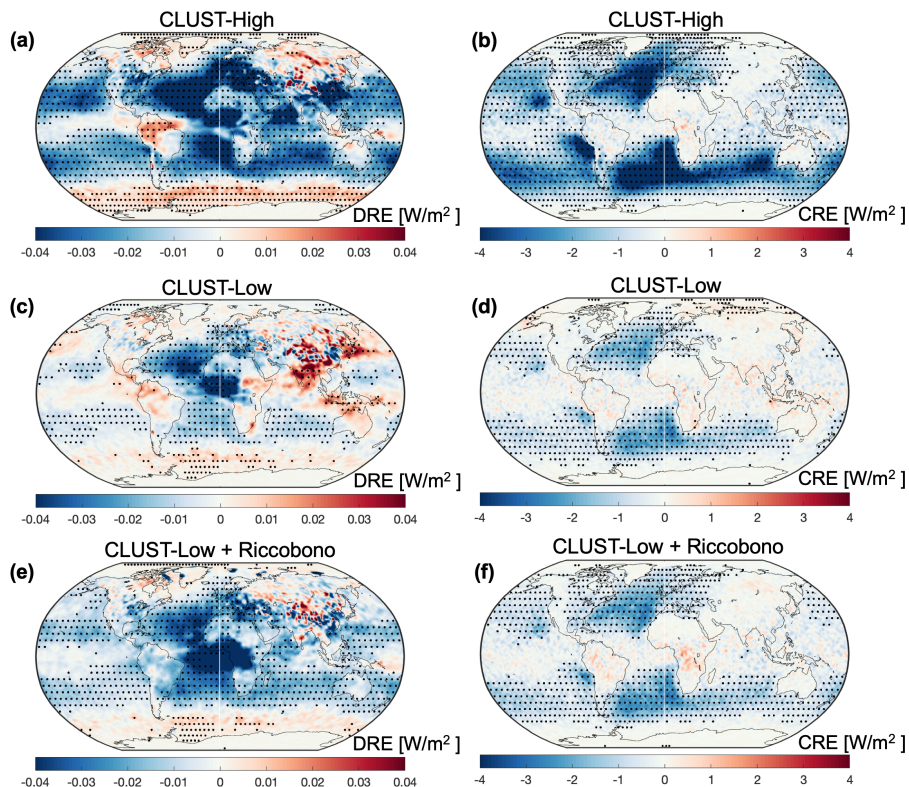 CLUST-High
CLUST-High
(a)
(b)
DRE [W/m² ]
CRE [W/m² ]
-0.04 -0.03 -0.02 -0.01 0 0.01 0.02 0.03 0.04
-4 -3 -2 -1 0 1 2 3 4
CLUST-Low
CLUST-Low
(c)
(d)
DRE [W/m² ]
CRE [W/m² ]
-0.04 -0.03 -0.02 -0.01 0 0.01 0.02 0.03 0.04
-4 -3 -2 -1 0 1 2 3 4
CLUST-Low + Riccobono
CLUST-Low + Riccobono
(e)
(f)
DRE [W/m² ]
CRE [W/m² ]
-0.04 -0.03 -0.02 -0.01 0 0.01 0.02 0.03 0.04
-4 -3 -2 -1 0 1 2 3 4